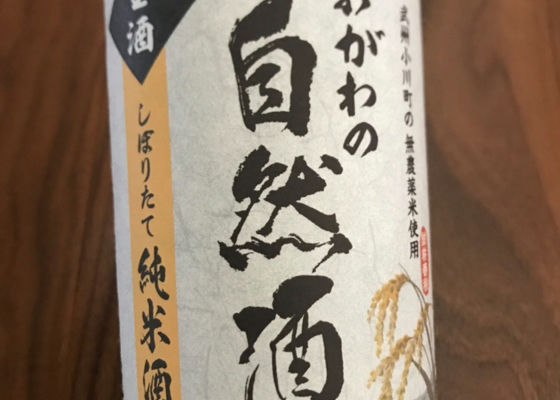 武州小川町の無農薬米使用
おがわの
自然酒
しぼりたて純米酒
酒